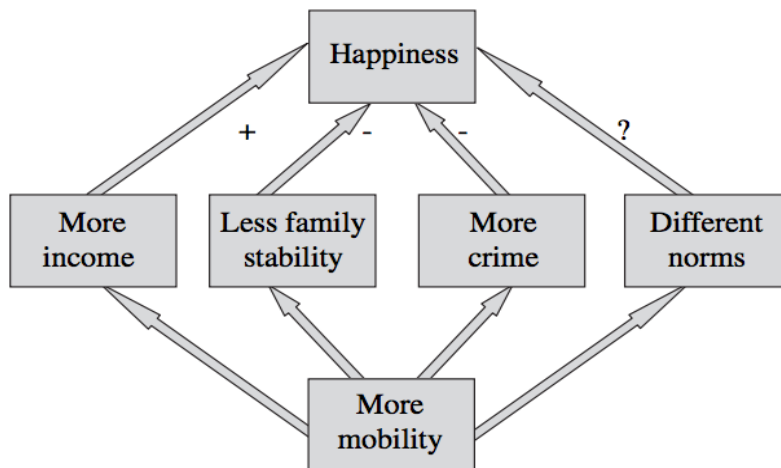 Happiness
+
-
-
?
More
income
Less family
stability
More
crime
Different
norms
More
mobility